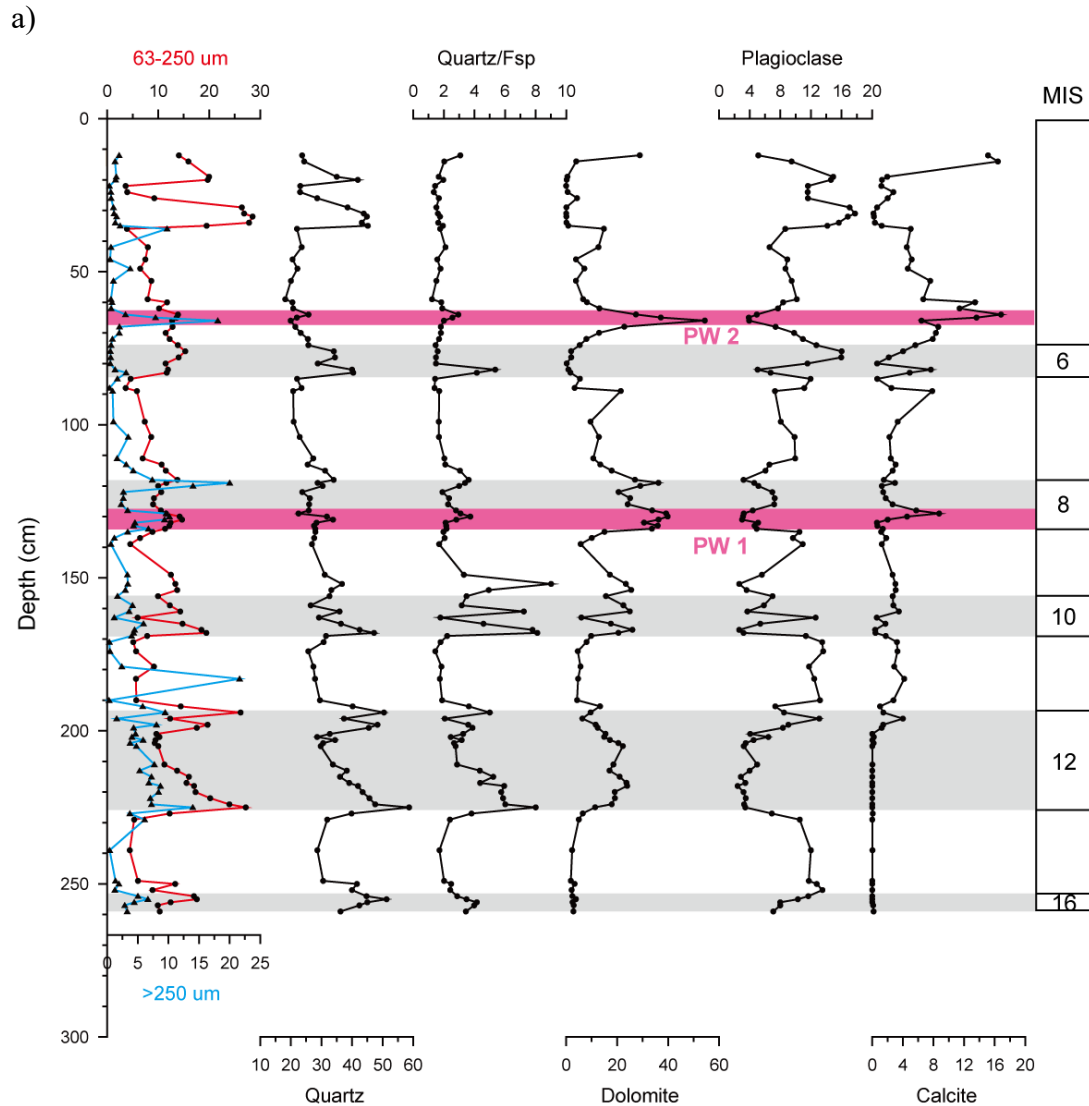 a)
63-250 um
Quartz/Fsp
Plagioclase
MIS
0 10 20 30
0 2 4 6 8 10
0 4 8 12 16 20
0
50
PW 2
6
100
8
PW 1
Depth (cm)
150
10
200
12
250
16
0 5 10 15 20 25
>250 um
300
10 20 30 40 50 60
0 20 40 60
0 4 8 12 16 20
Quartz
Dolomite
Calcite